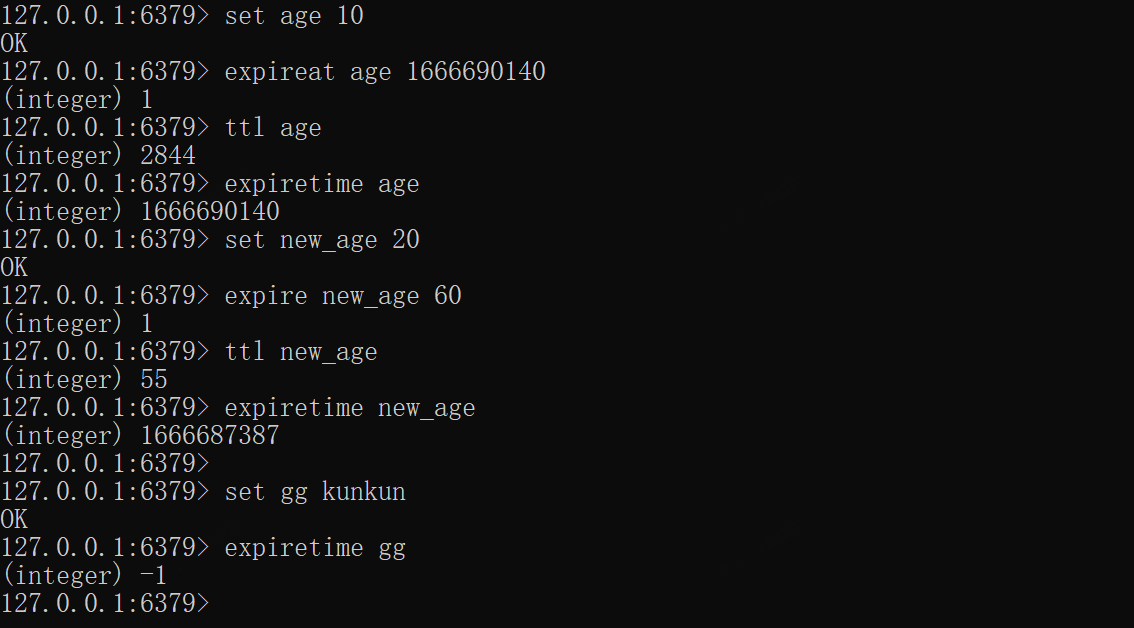 127.0.0.1:6379> set age 10
OK
127.0.0.1:6379> expireat age 1666690140
(integer) 1
127.0.0.1:6379> ttl age
(integer) 2844
127.0.0.1:6379> expiretime age
(integer) 1666690140
127.0.0.1:6379> set new_age 20
OK
127.0.0.1:6379> expire new_age 60
(integer) 1
127.0.0.1:6379> ttl new_age
(integer) 55
127.0.0.1:6379> expiretime new_age
(integer) 1666687387
127.0.0.1:6379>
127.0.0.1:6379> set gg kunkun
OK
127.0.0.1:6379> expiretime gg
(integer) -1
127.0.0.1:6379>